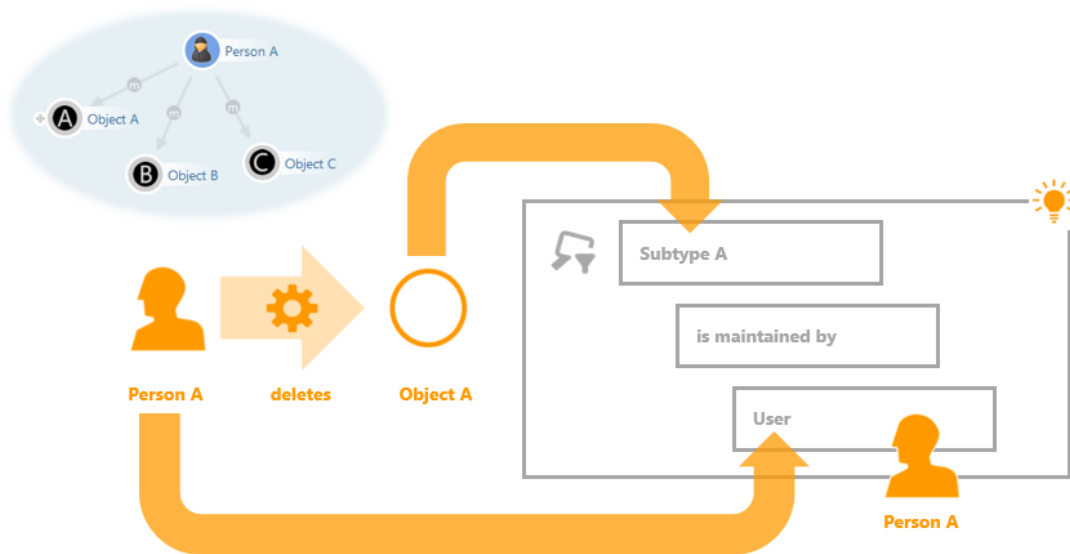 Person A
m
m
m
A
Object A
B
Object B
C
Object C
Subtype A
is maintained by
User
Person A
deletes
Object A
Person A